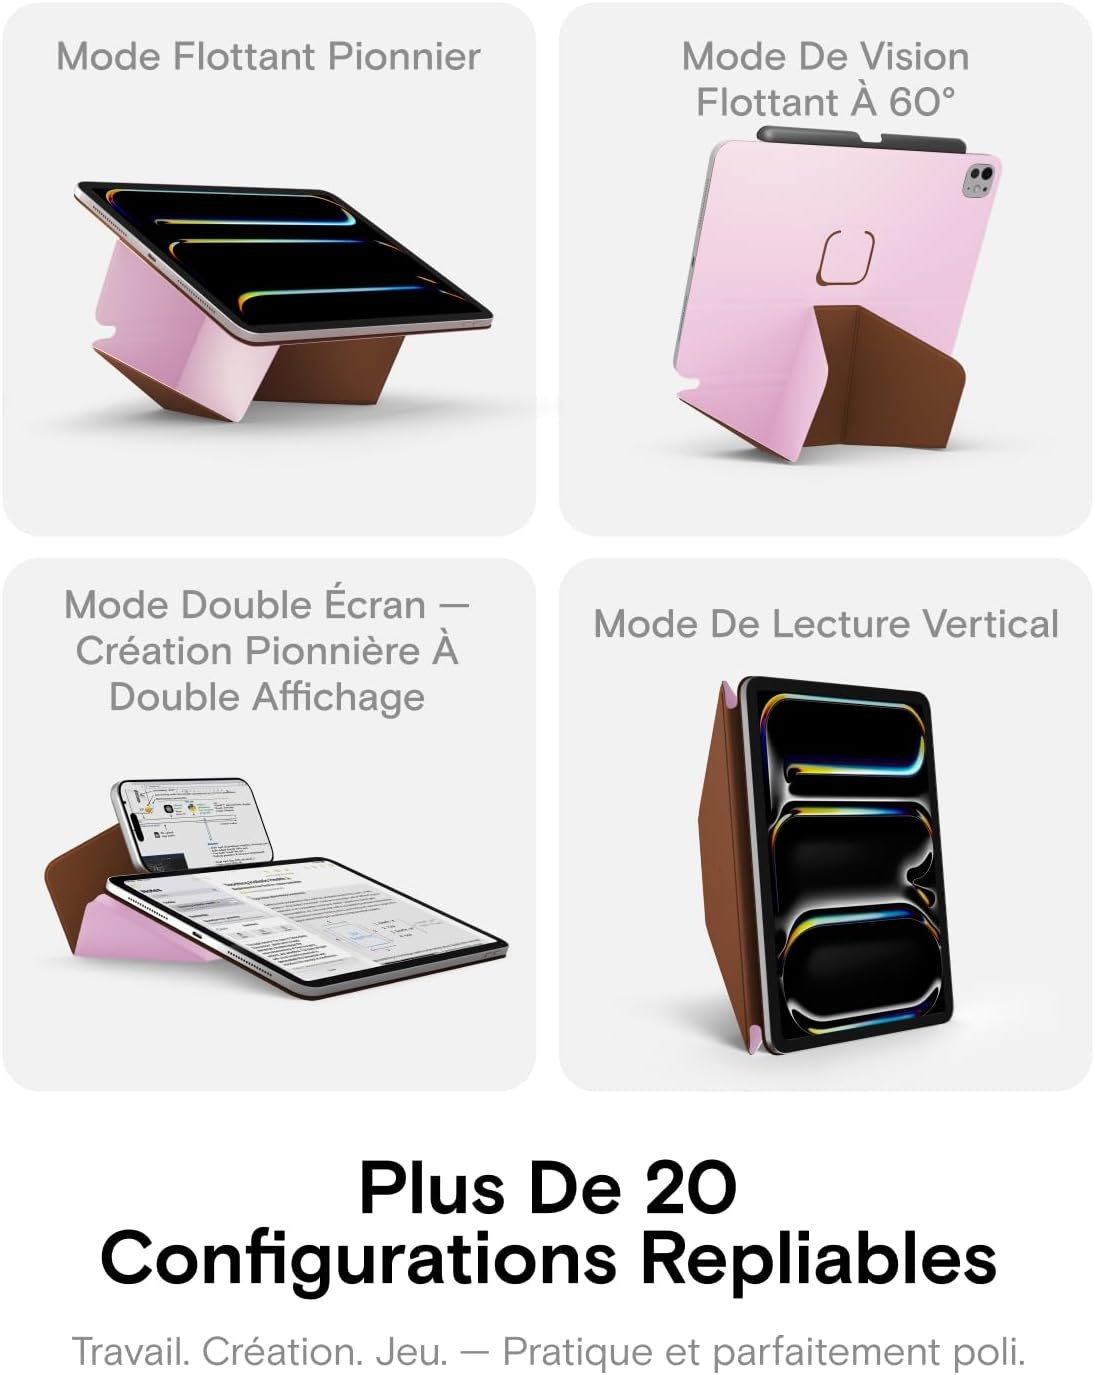 Mode Flottant Pionnier
Mode De Vision
Flottant À 60°
Mode Double Écran —
Création Pionnière À
Double Affichage
Mode De Lecture Vertical
Notes
Plus De 20
Configurations Repliables
Travail. Création. Jeu. — Pratique et parfaitement poli.